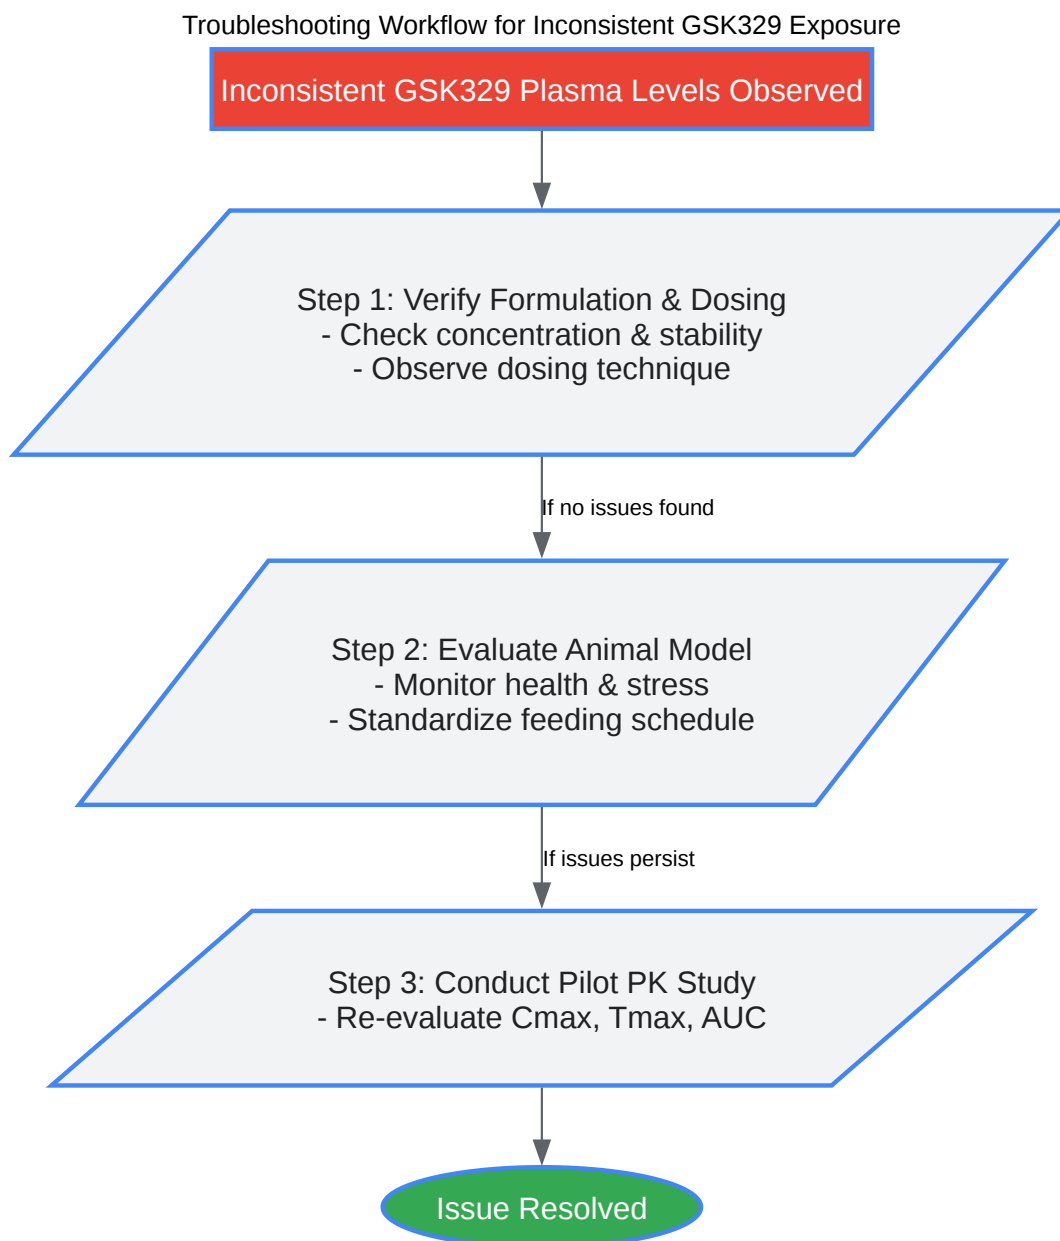 Troubleshooting Workflow for Inconsistent GSK329 Exposure
Inconsistent GSK329 Plasma Levels Observed
Step 1: Verify Formulation & Dosing
- Check concentration & stability
- Observe dosing technique
If no issues found
Step 2: Evaluate Animal Model
- Monitor health & stress
- Standardize feeding schedule
If issues persist
Step 3: Conduct Pilot PK Study
- Re-evaluate Cmax, Tmax, AUC
Issue Resolved